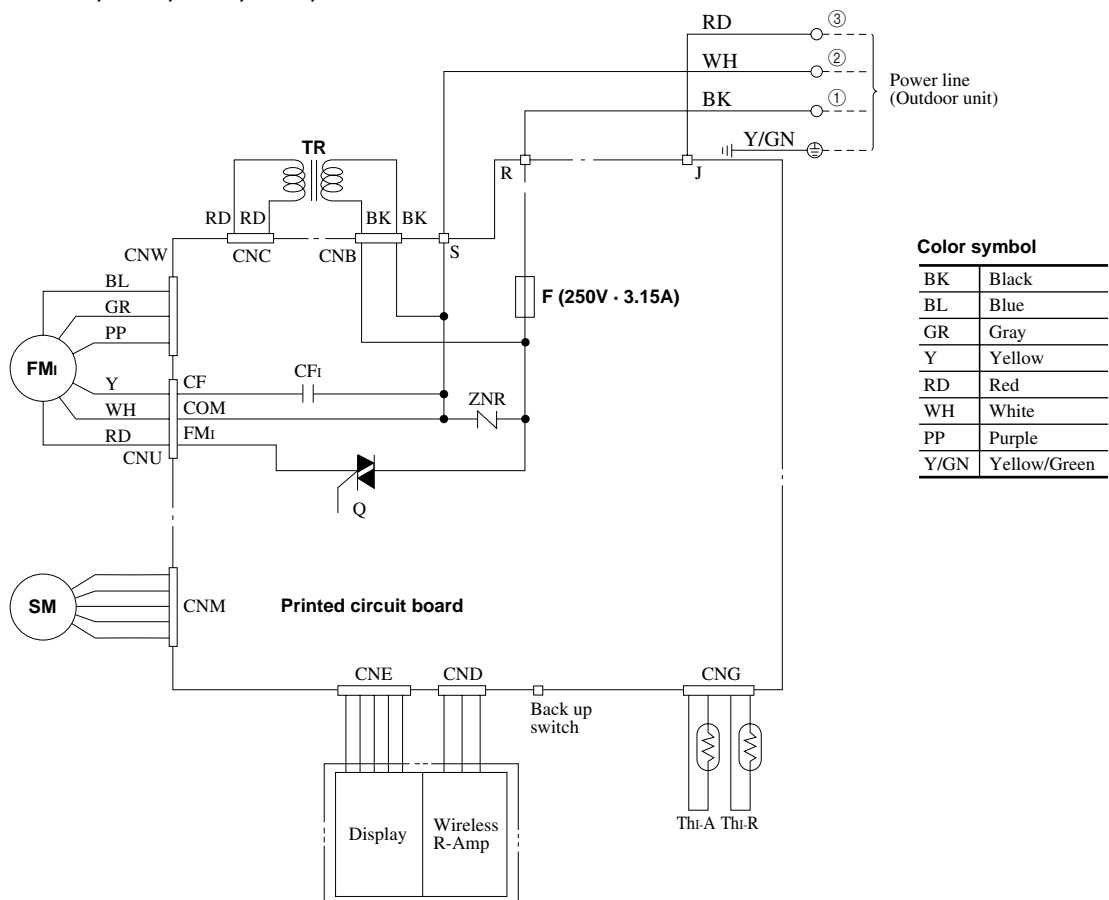 RD
③
WH
②
BK
①
Power line
(Outdoor unit)
Y/GN
TR
R
J
RD RD
BK BK
CNW
CNC
CNB
S
BL
GR
PP
F (250V · 3.15A)
FMI
Y
CF
CFI
WH
COM
ZNR
RD
FMI
CNU
Q
SM
CNM
Printed circuit board
CNE
CND
CNG
Back up
switch
Display
Wireless
R-Amp
ThI-A ThI-R
Color symbol
BK Black
BL Blue
GR Gray
Y Yellow
RD Red
WH White
PP Purple
Y/GN Yellow/Green